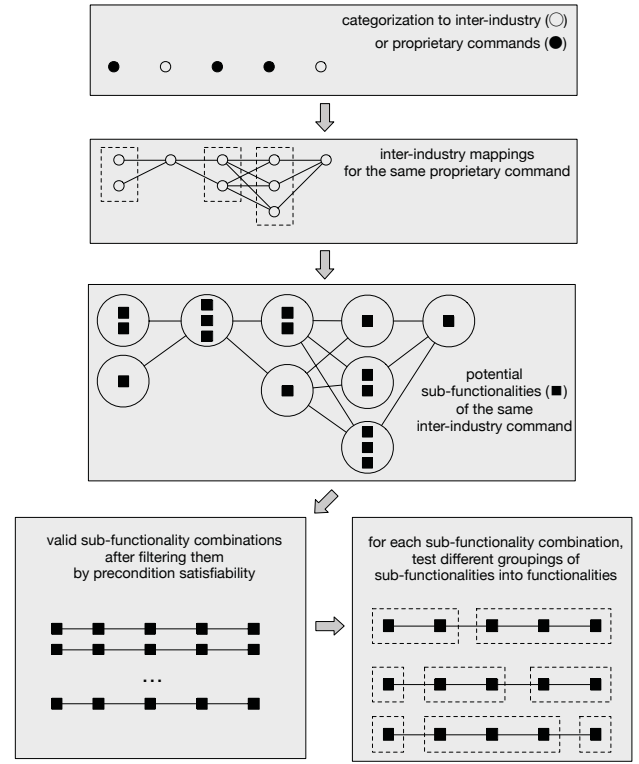 categorization to inter-industry (○)
or proprietary commands (●)
inter-industry mappings
for the same proprietary command
potential
sub-functionalities (■)
of the same
inter-industry command
valid sub-functionality combinations
after filtering them
by precondition satisfiability
...
for each sub-functionality combination,
test different groupings of
sub-functionalities into functionalities